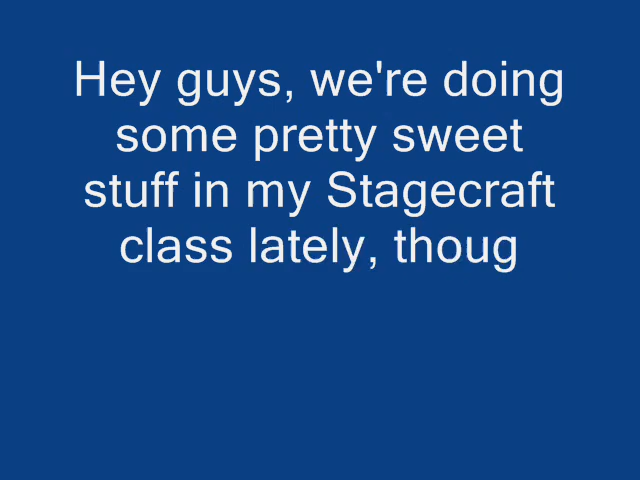 Hey guys, we're doing
some pretty sweet
stuff in my Stagecraft
class lately, thoug